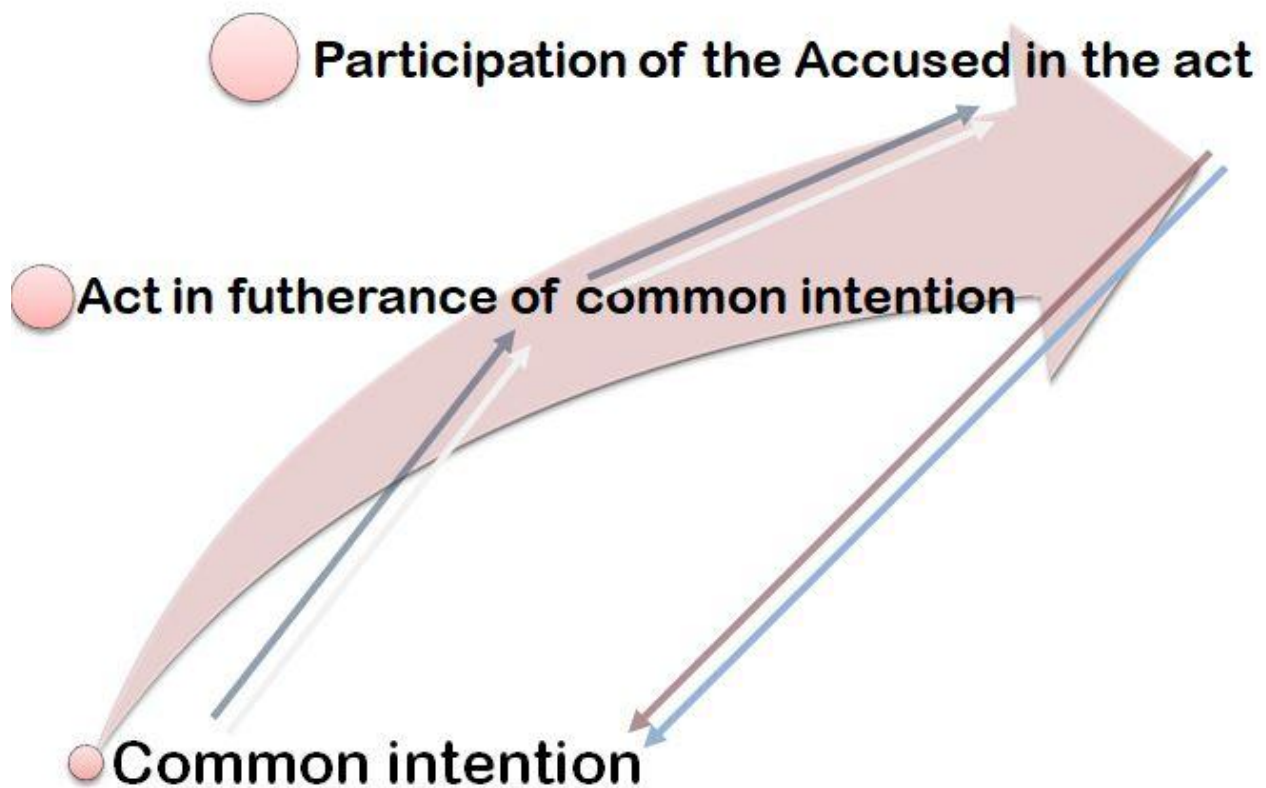 Participation of the Accused in the act
Act in futherance of common intention
Common intention